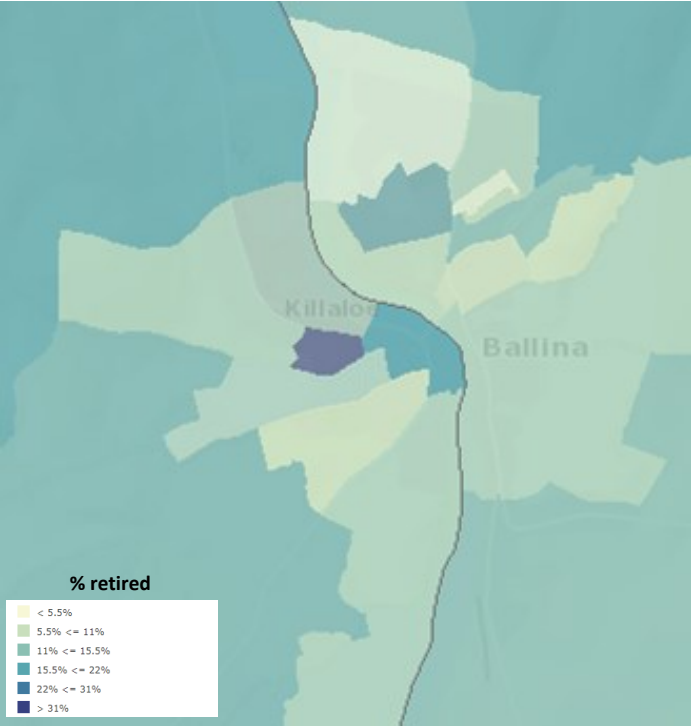 Killaloe
Ballina
% retired
< 5.5%
5.5% <= 11%
11% <= 15.5%
15.5% <= 22%
22% <= 31%
> 31%